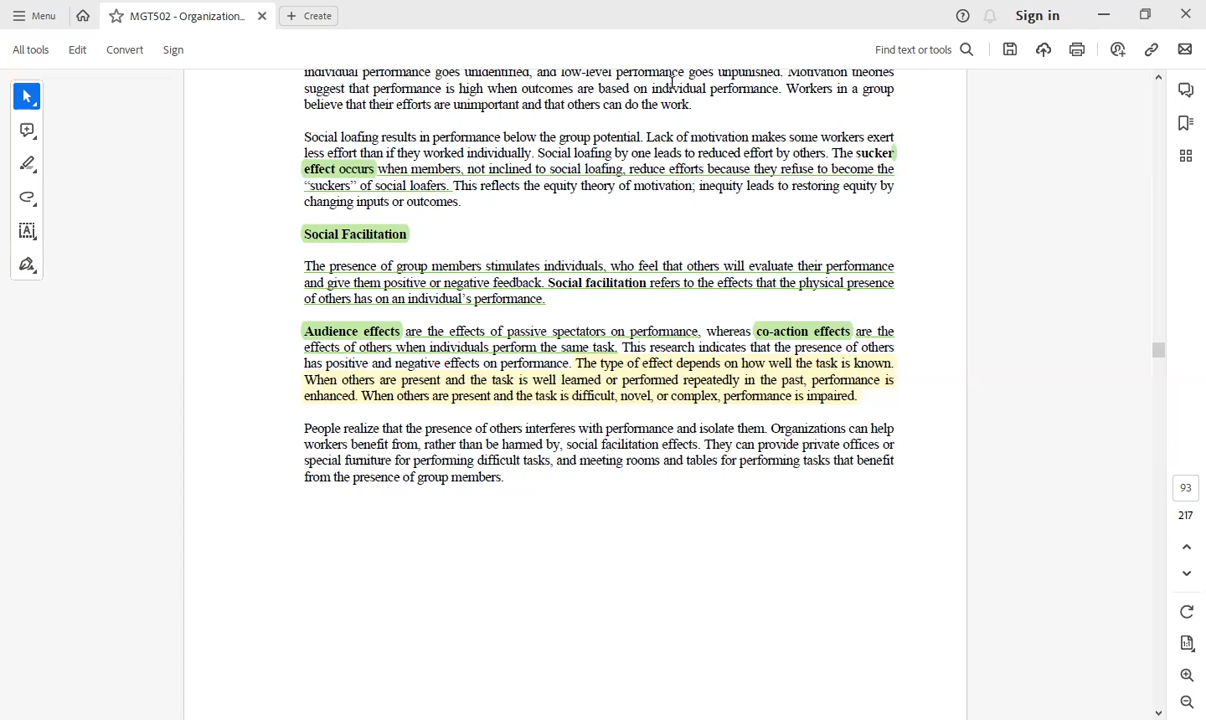 Menu
MGT502 - Organization...
+ Create
Sign in
All tools
Edit
Convert
Sign
Find text or tools
individual performance goes unidentified, and low-level performance goes unpunished. Motivation theories
suggest that performance is high when outcomes are based on individual performance. Workers in a group
believe that their efforts are unimportant and that others can do the work.
Social loafing results in performance below the group potential. Lack of motivation makes some workers exert
less effort than if they worked individually. Social loafing by one leads to reduced effort by others. The sucker
effect occurs when members, not inclined to social loafing, reduce efforts because they refuse to become the
“suckers” of social loafers. This reflects the equity theory of motivation; inequity leads to restoring equity by
changing inputs or outcomes.
Social Facilitation
The presence of group members stimulates individuals, who feel that others will evaluate their performance
and give them positive or negative feedback. Social facilitation refers to the effects that the physical presence
of others has on an individual’s performance.
Audience effects are the effects of passive spectators on performance, whereas co-action effects are the
effects of others when individuals perform the same task. This research indicates that the presence of others
has positive and negative effects on performance. The type of effect depends on how well the task is known.
When others are present and the task is well learned or performed repeatedly in the past, performance is
enhanced. When others are present and the task is difficult, novel, or complex, performance is impaired.
People realize that the presence of others interferes with performance and isolate them. Organizations can help
workers benefit from, rather than be harmed by, social facilitation effects. They can provide private offices or
special furniture for performing difficult tasks, and meeting rooms and tables for performing tasks that benefit
from the presence of group members.
93
217